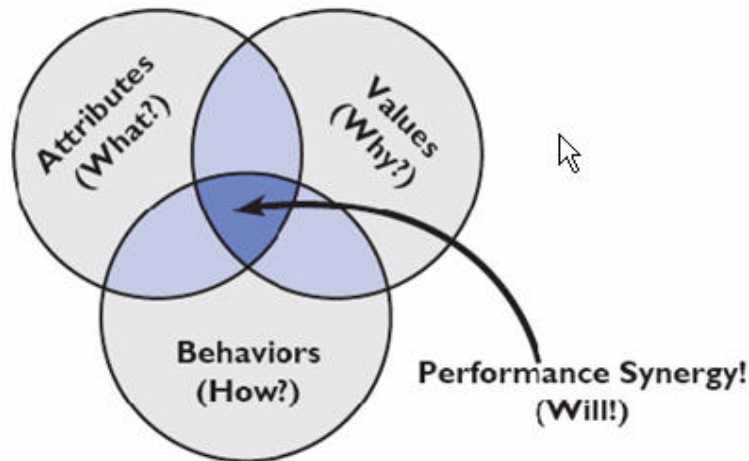 Attributes
(What?)
Values
(Why?)
Behaviors
(How?)
Performance Synergy!
(Will!)